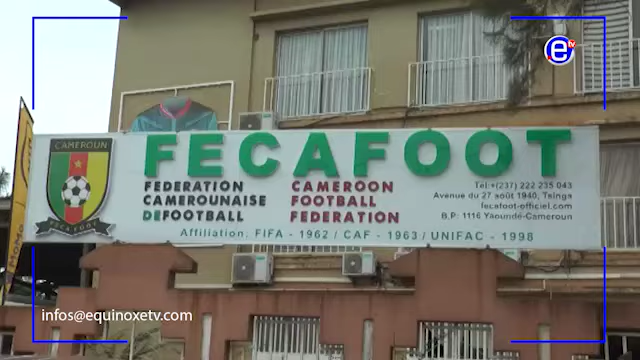 e tv
CAMEROUN
FECAFOOT
FECAFOOT
FEDERATION
CAMEROUNAISE
DEFOOTBALL
CAMEROON
FOOTBALL
FEDERATION
Tel:+(237) 222 235 043
Avenue du 27 août 1940, Tsinga
fecafoot-officiel.com
B.P: 1116 Yaoundé-Cameroun
Affiliation: FIFA - 1962 / CAF - 1963 / UNIFAC - 1998
infos@equinoxetv.com